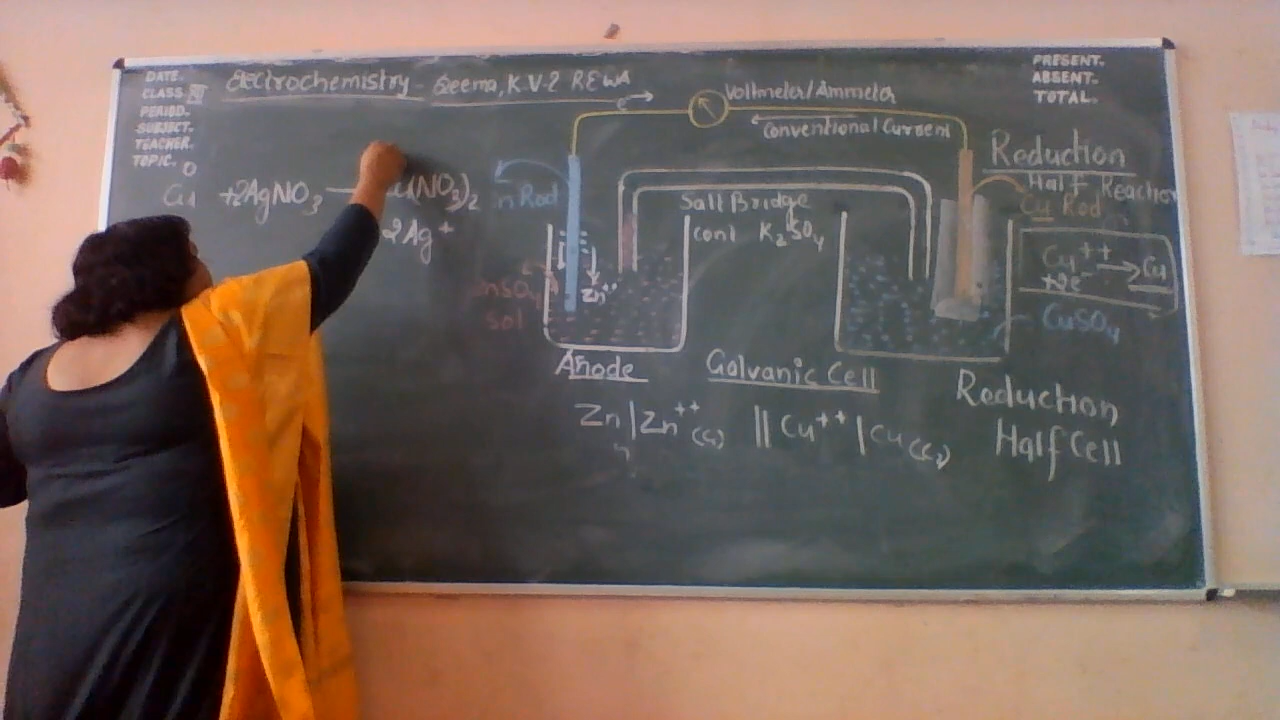 DATE.
CLASS XII
PERIOD.
SUBJECT.
TEACHER.
TOPIC.
Electrochemistry - Seema, K.V-2 REWA
PRESENT.
ABSENT.
TOTAL.
Voltmeter/Ammeter
Conventional Current
0
Cu +2AgNO3 → Cu(NO3)2
2Ag+
n Rod
Salt Bridge
cont K2SO4
Reduction
Half Reaction
Cu Rod
Cu++ → Cu
+2e-
CuSO4
ZnSO4
sol
Zn++
Anode
Galvanic Cell
Zn|Zn++(C1) || Cu++|Cu(C2)
Reduction
Half Cell